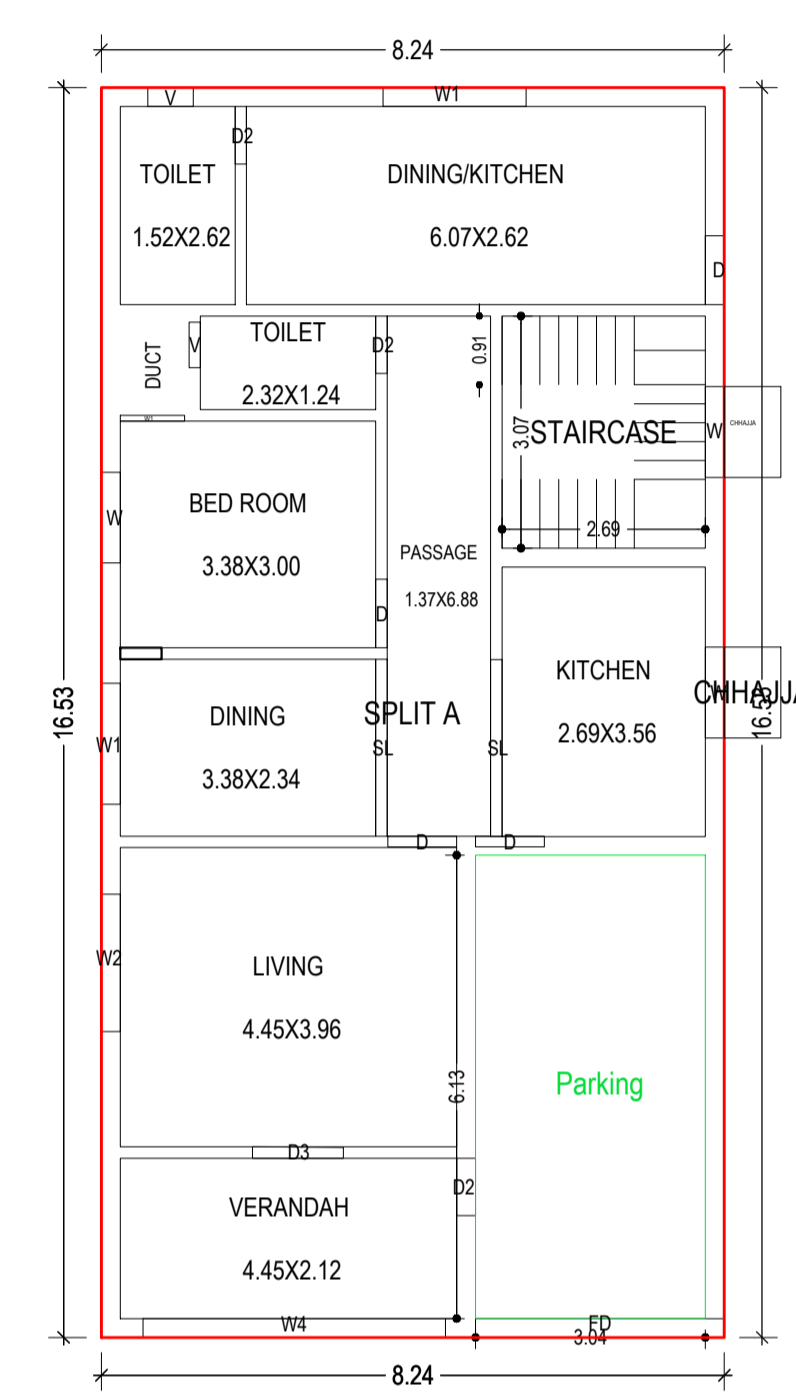 8.24
V
W1
D2
TOILET
1.52X2.62
DINING/KITCHEN
6.07X2.62
D
DUCT
V
TOILET
2.32X1.24
D2
0.91
3.07
STAIRCASE
W
CHHAJJA
W1
2.69
W
BED ROOM
3.38X3.00
PASSAGE
1.37X6.88
D
KITCHEN
2.69X3.56
CHHAJJA
W
16.53
16.53
DINING
3.38X2.34
SPLIT A
W1
SL
SL
D
D
W2
LIVING
4.45X3.96
6.13
Parking
D3
D2
VERANDAH
4.45X2.12
W4
FD
3.04
8.24